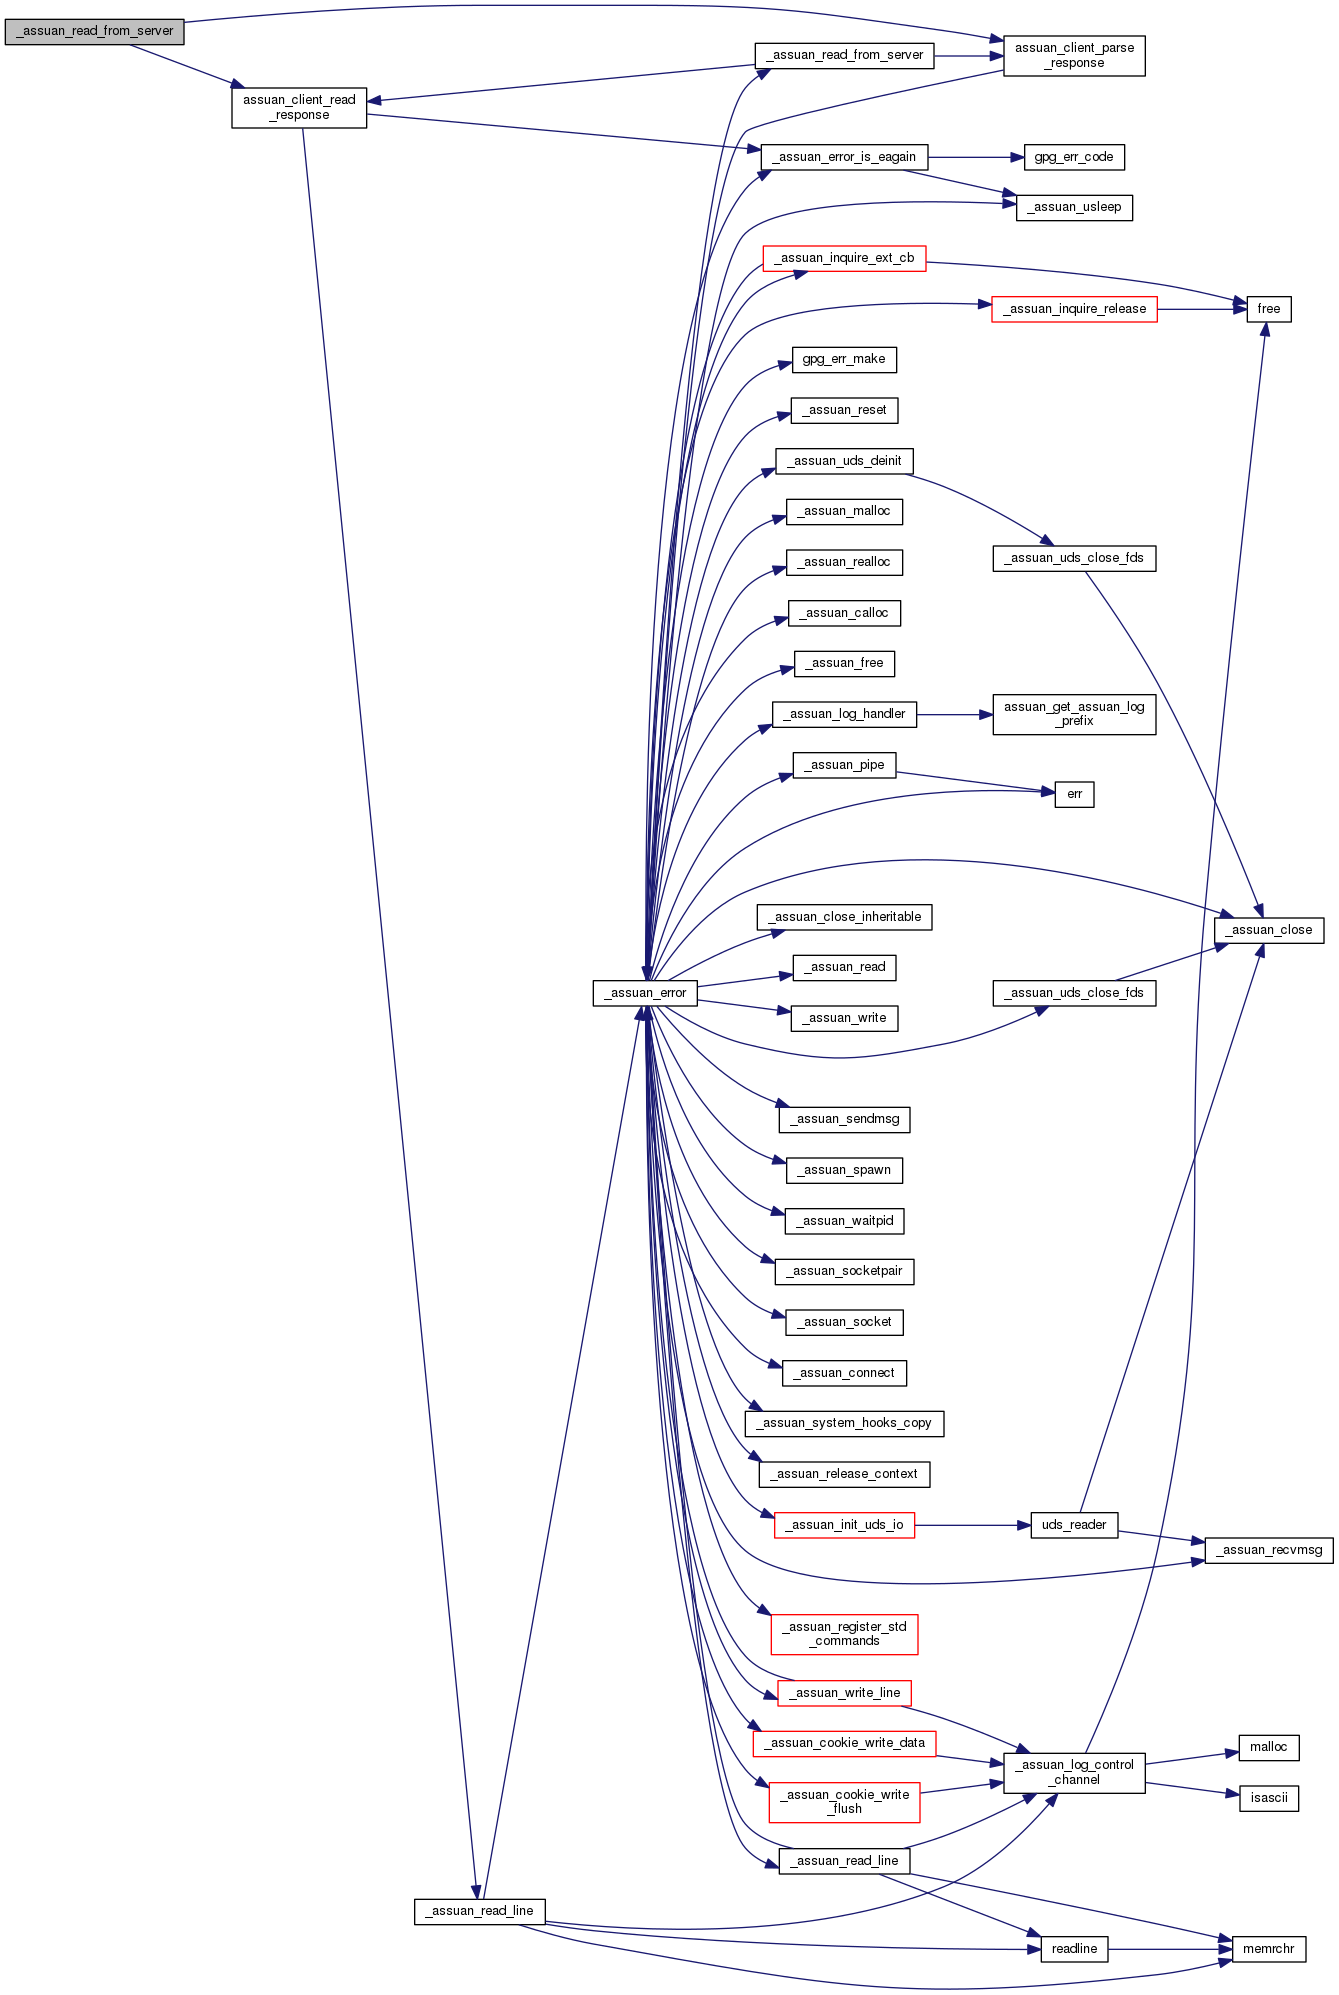 _assuan_read_from_server
assuan_client_parse
_response
_assuan_read_from_server
assuan_client_read
_response
_assuan_error_is_eagain
gpg_err_code
_assuan_usleep
_assuan_inquire_ext_cb
_assuan_inquire_release
free
gpg_err_make
_assuan_reset
_assuan_uds_deinit
_assuan_malloc
_assuan_uds_close_fds
_assuan_realloc
_assuan_calloc
_assuan_free
_assuan_log_handler
assuan_get_assuan_log
_prefix
_assuan_pipe
err
_assuan_close_inheritable
_assuan_close
_assuan_read
_assuan_error
_assuan_uds_close_fds
_assuan_write
_assuan_sendmsg
_assuan_spawn
_assuan_waitpid
_assuan_socketpair
_assuan_socket
_assuan_connect
_assuan_system_hooks_copy
_assuan_release_context
_assuan_init_uds_io
uds_reader
_assuan_recvmsg
_assuan_register_std
_commands
_assuan_write_line
_assuan_cookie_write_data
_assuan_log_control
_channel
malloc
_assuan_cookie_write
_flush
isascii
_assuan_read_line
_assuan_read_line
readline
memrchr